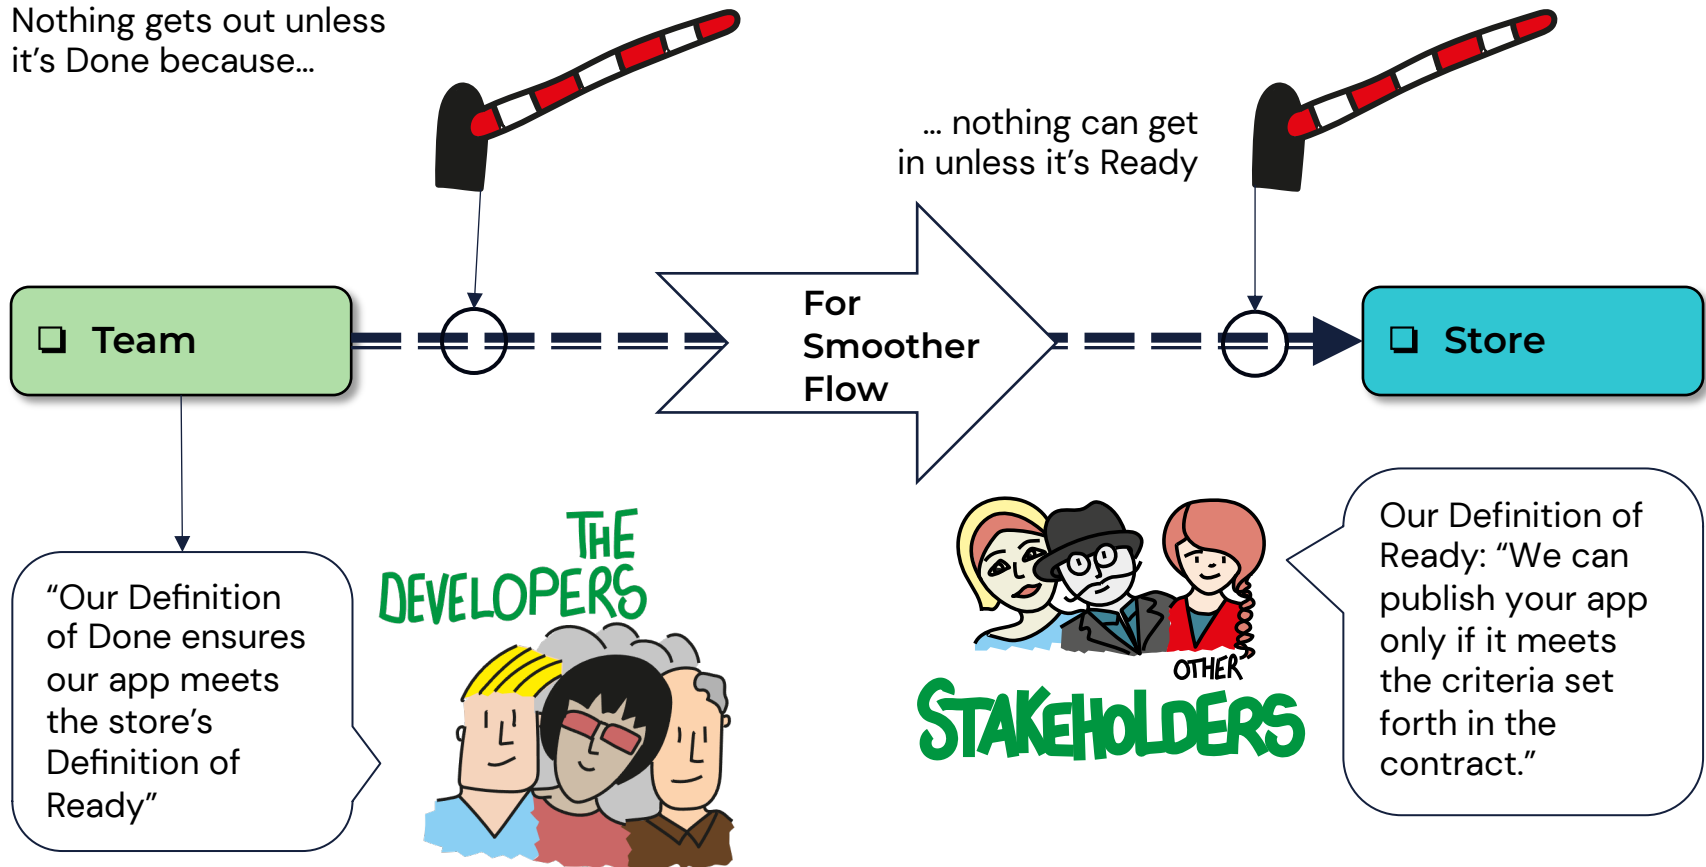 Nothing gets out unless
it’s Done because…
… nothing can get
in unless it’s Ready
Team
For
Smoother
Flow
Store
“Our Definition
of Done ensures
our app meets
the store’s
Definition of
Ready”
THE
DEVELOPERS
OTHER
STAKEHOLDERS
Our Definition of
Ready: “We can
publish your app
only if it meets
the criteria set
forth in the
contract.”